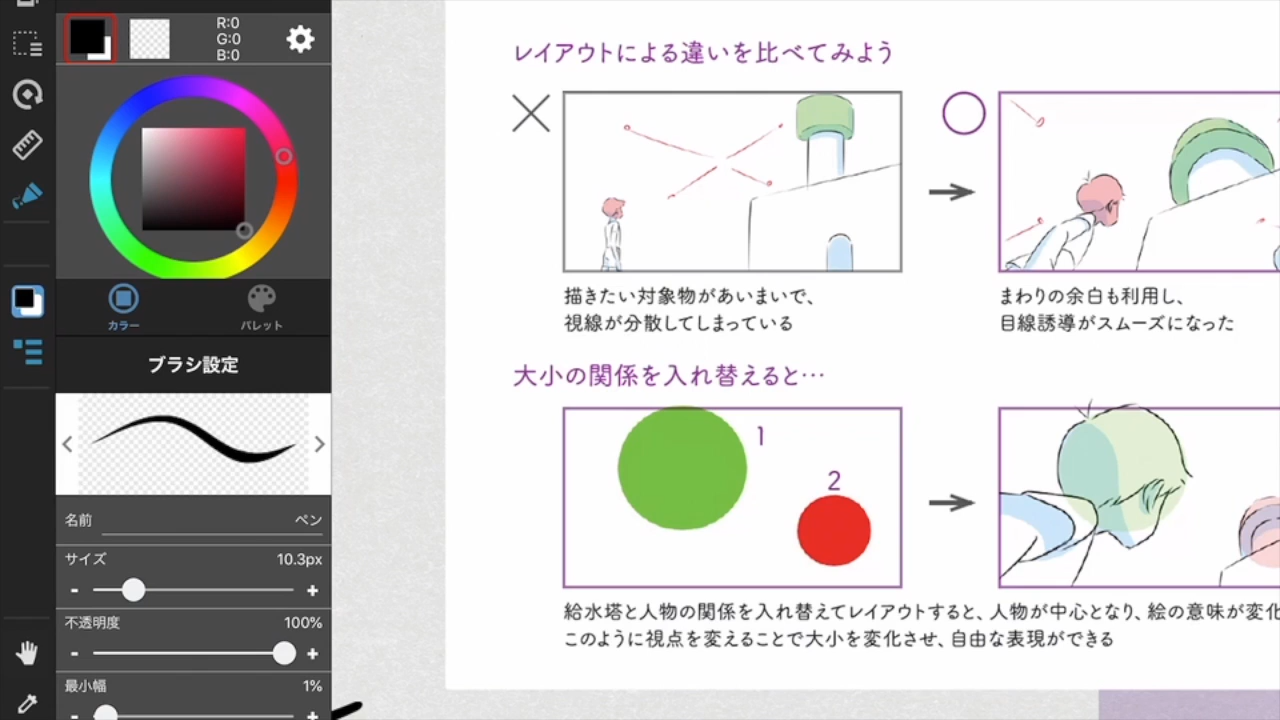 R:0
G:0
B:0
カラー
パレット
ブラシ設定
名前
ペン
サイズ
10.3px
-
+
不透明度
100%
-
+
最小幅
1%
-
+
レイアウトによる違いを比べてみよう
描きたい対象物があいまいで、
視線が分散してしまっている
まわりの余白も利用し、
目線誘導がスムーズになった
大小の関係を入れ替えると…
1
2
給水塔と人物の関係を入れ替えてレイアウトすると、人物が中心となり、絵の意味が変化
このように視点を変えることで大小を変化させ、自由な表現ができる